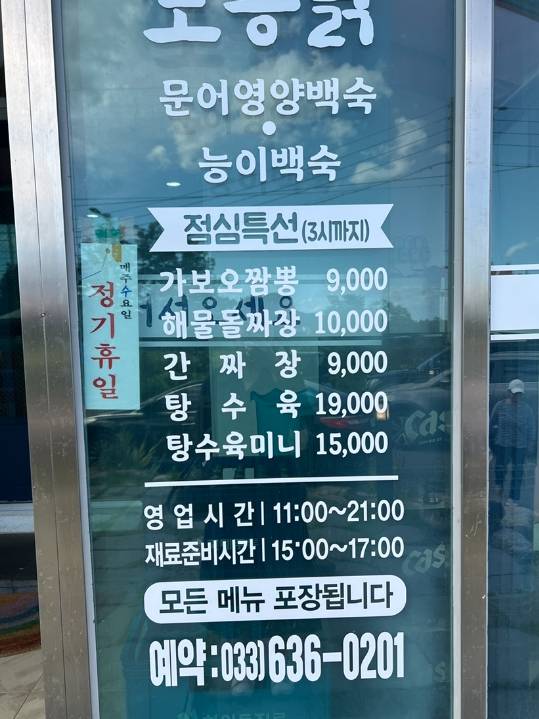 문어영양백숙
·
능이백숙
점심특선(3시까지)
가보오짬뽕 9,000
해물돌짜장 10,000
간짜장 9,000
탕수육 19,000
탕수육미니 15,000
매주수요일
정기휴일
영업시간 | 11:00~21:00
재료준비시간 | 15:00~17:00
모든 메뉴 포장됩니다
예약:033)636-0201